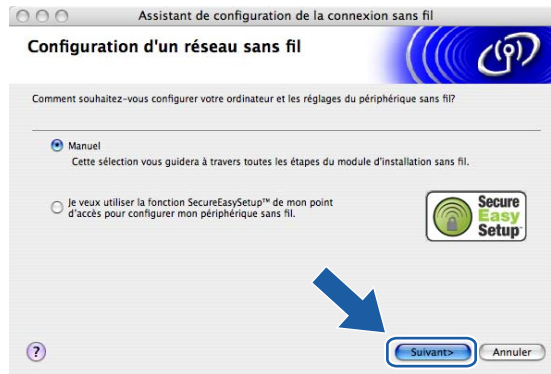 Assistant de configuration de la connexion sans fil
Configuration d'un réseau sans fil
Comment souhaitez-vous configurer votre ordinateur et les réglages du périphérique sans fil?
Manuel
Cette sélection vous guidera à travers toutes les étapes du module d'installation sans fil.
Je veux utiliser la fonction SecureEasySetup™ de mon point
d'accès pour configurer mon périphérique sans fil.
Secure
Easy
Setup
?
Suivant>
Annuler